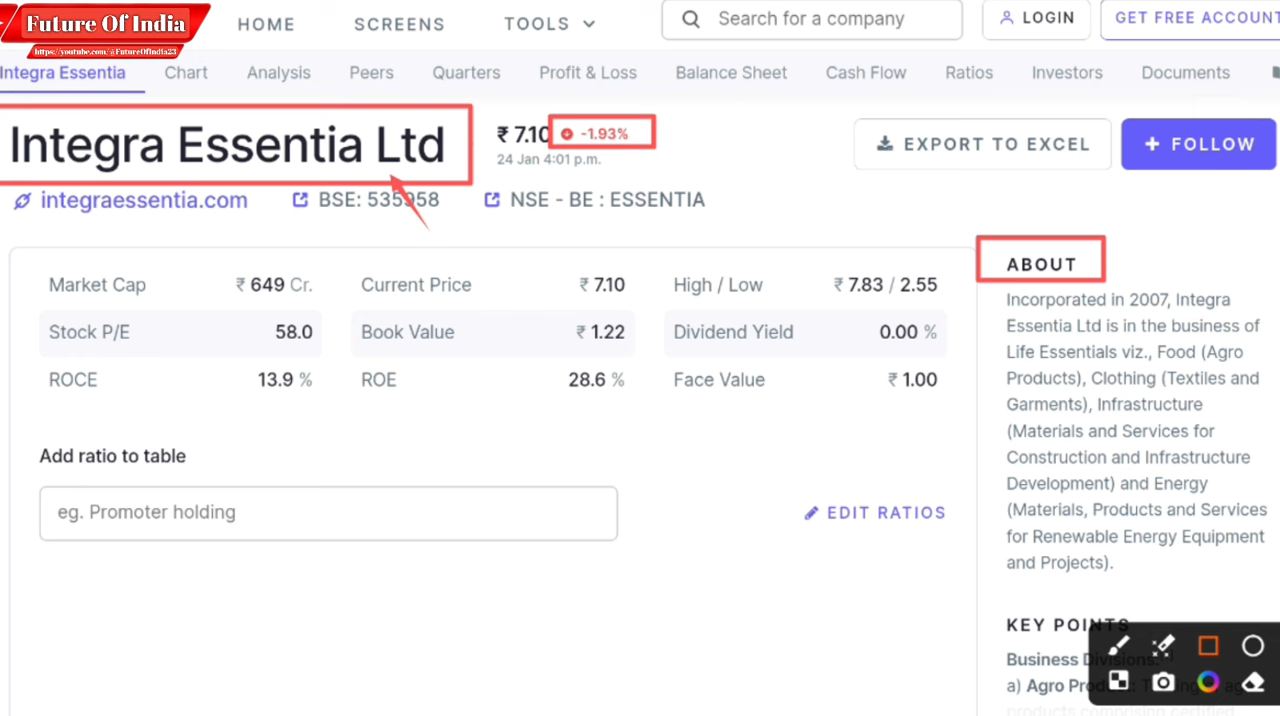 Future Of India
https://youtube.com/@FutureOfIndia23
HOME SCREENS TOOLS Search for a company LOGIN GET FREE ACCOUNT
Integra Essentia Chart Analysis Peers Quarters Profit & Loss Balance Sheet Cash Flow Ratios Investors Documents
Integra Essentia Ltd ₹ 7.10 -1.93%
24 Jan 4:01 p.m.
EXPORT TO EXCEL + FOLLOW
integraessentia.com BSE: 535958 NSE - BE : ESSENTIA
Market Cap ₹ 649 Cr. Current Price ₹ 7.10 High / Low ₹ 7.83 / 2.55
Stock P/E 58.0 Book Value ₹ 1.22 Dividend Yield 0.00 %
ROCE 13.9 % ROE 28.6 % Face Value ₹ 1.00
Add ratio to table
eg. Promoter holding EDIT RATIOS
ABOUT
Incorporated in 2007, Integra
Essentia Ltd is in the business of
Life Essentials viz., Food (Agro
Products), Clothing (Textiles and
Garments), Infrastructure
(Materials and Services for
Construction and Infrastructure
Development) and Energy
(Materials, Products and Services
for Renewable Energy Equipment
and Projects).
KEY POINTS
Business Divisions:
a) Agro